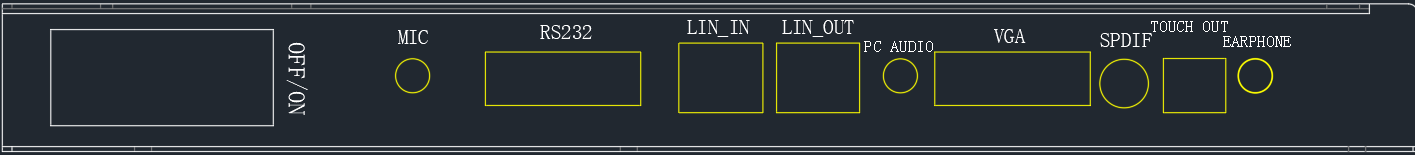 OFF/ON
MIC
RS232
LIN_IN
LIN_OUT
PC AUDIO
VGA
SPDIF
TOUCH OUT
EARPHONE